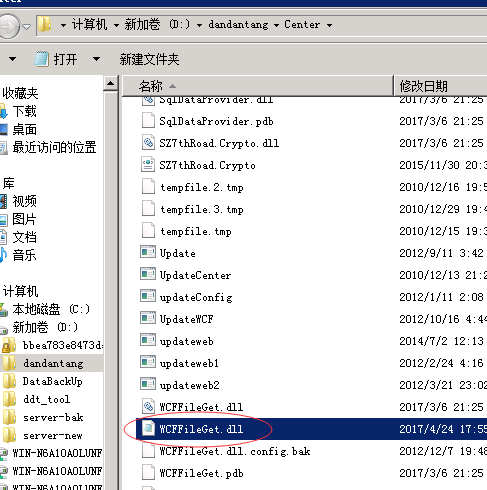 计算机 ▸ 新加卷 (D:) ▸ dandantang ▸ Center ▸
打开 新建文件夹
收藏夹
下载
桌面
最近访问的位置
库
视频
图片
文档
音乐
计算机
本地磁盘 (C:)
新加卷 (D:)
bbea783e8473d
dandantang
DataBackUp
ddt_tool
server-bak
server-new
WIN-N6A10AOLUNF
WIN-N6A10AOLUNF
WIN-N6A10AOLUNF
名称 修改日期
SqlDataProvider.dll 2017/3/6 21:25
SqlDataProvider.pdb 2017/3/6 21:25
SZ7thRoad.Crypto.dll 2017/3/6 21:25
SZ7thRoad.Crypto 2015/11/30 20:3
tempfile.2.tmp 2010/12/16 19:5
tempfile.3.tmp 2010/12/29 19:4
tempfile.tmp 2010/12/15 19:3
Update 2012/9/11 3:42
UpdateCenter 2010/12/13 21:2
updateConfig 2012/1/11 2:08
UpdateWCF 2012/10/16 4:44
updateweb 2014/7/2 12:13
updateweb1 2012/2/24 4:16
updateweb2 2012/3/21 23:02
WCFFileGet.dll 2017/3/6 21:25
WCFFileGet.dll 2017/4/24 17:55
WCFFileGet.dll.config.bak 2012/12/7 19:48
WCFFileGet.pdb 2017/3/6 21:25